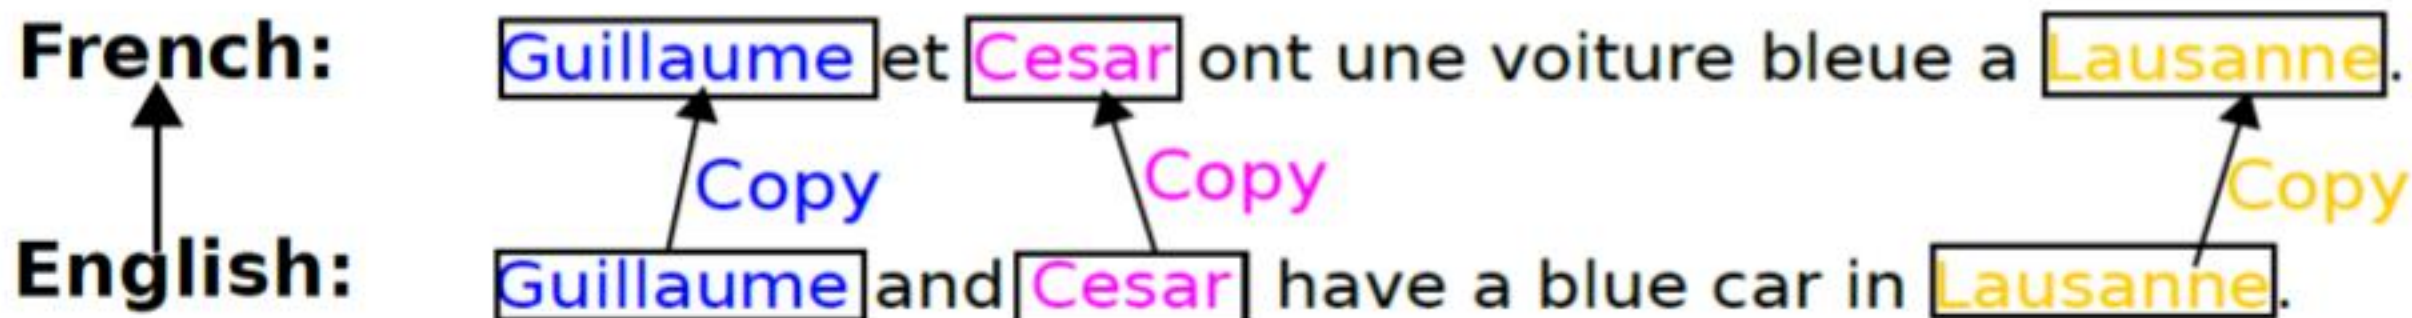 French: Guillaume et Cesar ont une voiture bleue a Lausanne.
Copy Copy Copy
English: Guillaume and Cesar have a blue car in Lausanne.